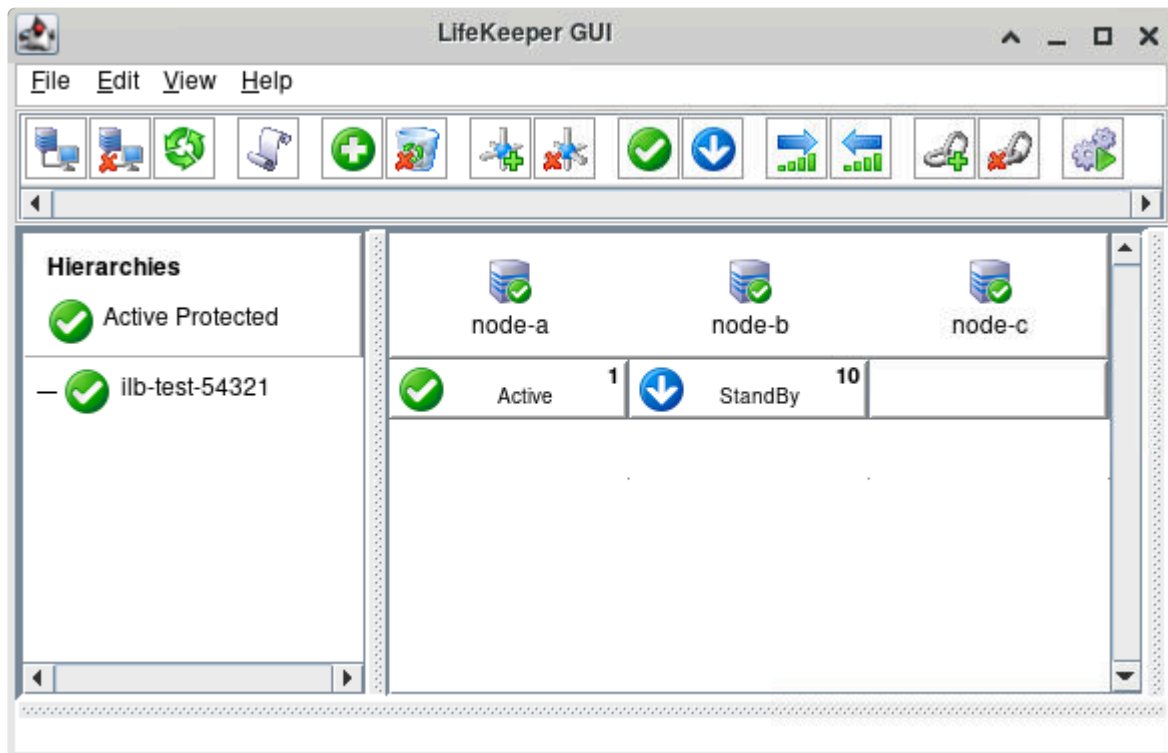 LifeKeeper GUI
File Edit View Help
Hierarchies
Active Protected
node-a node-b node-c
ilb-test-54321
Active 1 StandBy 10